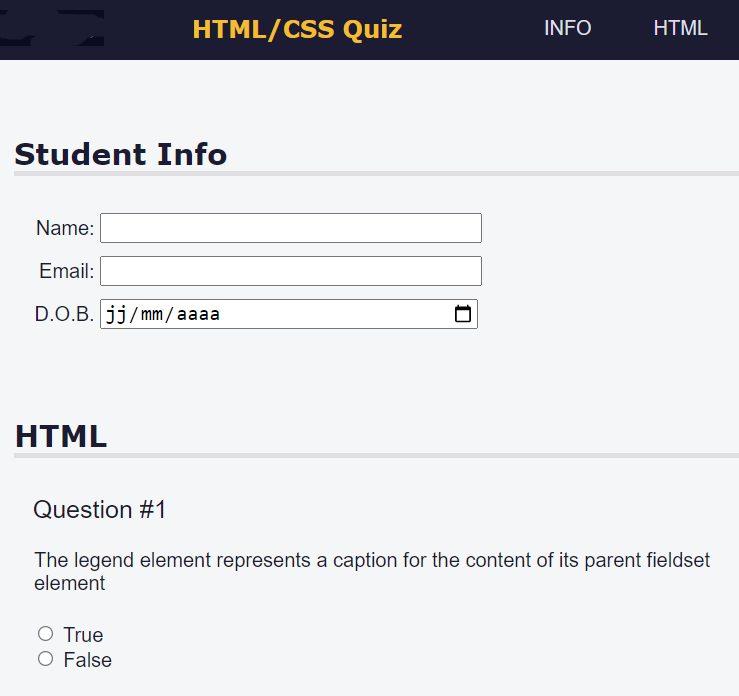 HTML/CSS Quiz INFO HTML
Student Info
Name:
Email:
D.O.B. jj/mm/aaaa
HTML
Question #1
The legend element represents a caption for the content of its parent fieldset
element
True
False